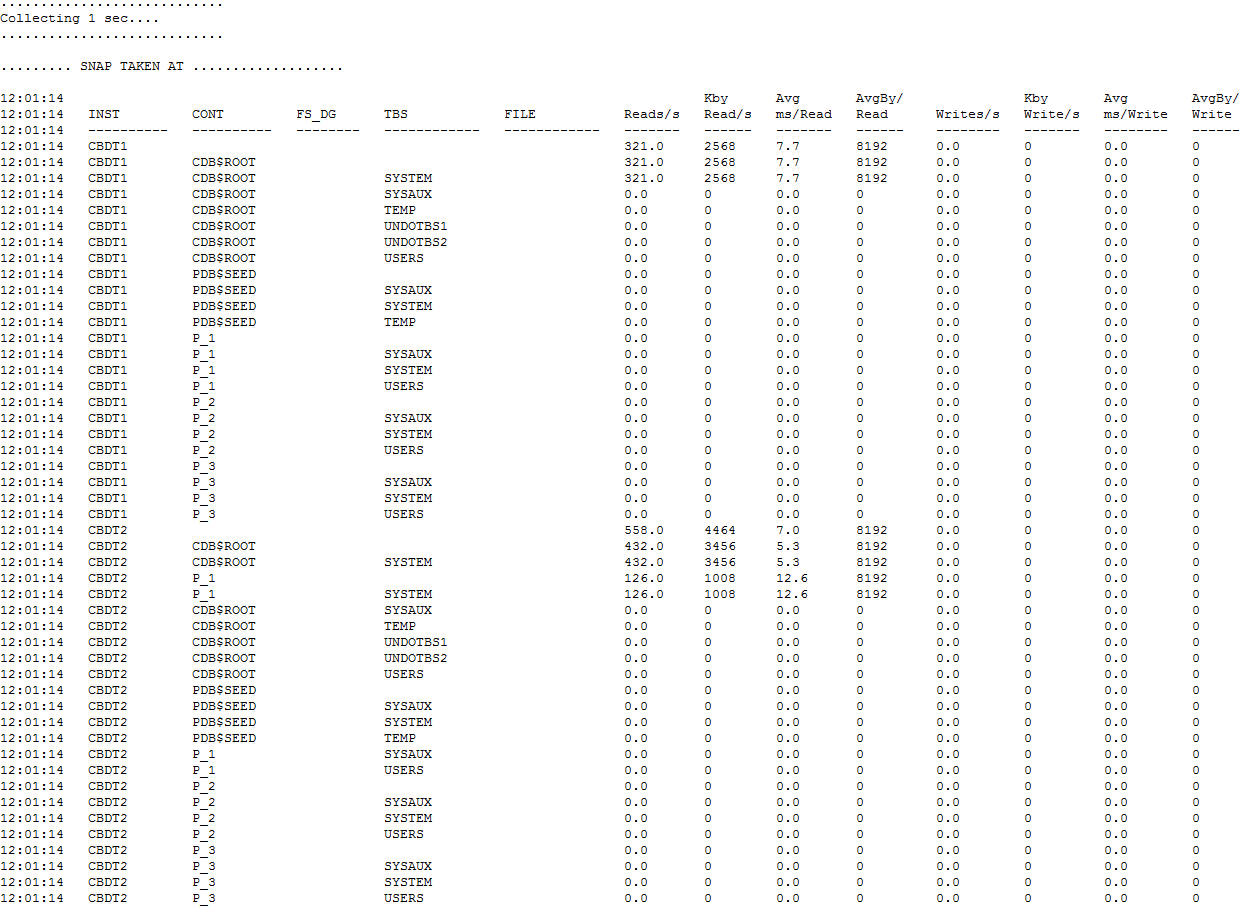 ............................
Collecting 1 sec....
............................
......... SNAP TAKEN AT ...................
12:01:14                                                                              Kby      Avg      AvgBy/               Kby       Avg        AvgBy/
12:01:14   INST         CONT         FS_DG      TBS            FILE           Reads/s   Read/s   ms/Read   Read     Writes/s   Write/s   ms/Write   Write
12:01:14   ----------   ----------   --------   ------------   ------------   -------   ------   -------   ------   --------   -------   --------   ------
12:01:14   CBDT1                                                              321.0     2568     7.7       8192     0.0        0         0.0        0
12:01:14   CBDT1        CDB$ROOT                                              321.0     2568     7.7       8192     0.0        0         0.0        0
12:01:14   CBDT1        CDB$ROOT                SYSTEM                        321.0     2568     7.7       8192     0.0        0         0.0        0
12:01:14   CBDT1        CDB$ROOT                SYSAUX                        0.0       0        0.0       0        0.0        0         0.0        0
12:01:14   CBDT1        CDB$ROOT                TEMP                          0.0       0        0.0       0        0.0        0         0.0        0
12:01:14   CBDT1        CDB$ROOT                UNDOTBS1                      0.0       0        0.0       0        0.0        0         0.0        0
12:01:14   CBDT1        CDB$ROOT                UNDOTBS2                      0.0       0        0.0       0        0.0        0         0.0        0
12:01:14   CBDT1        CDB$ROOT                USERS                         0.0       0        0.0       0        0.0        0         0.0        0
12:01:14   CBDT1        PDB$SEED                                              0.0       0        0.0       0        0.0        0         0.0        0
12:01:14   CBDT1        PDB$SEED                SYSAUX                        0.0       0        0.0       0        0.0        0         0.0        0
12:01:14   CBDT1        PDB$SEED                SYSTEM                        0.0       0        0.0       0        0.0        0         0.0        0
12:01:14   CBDT1        PDB$SEED                TEMP                          0.0       0        0.0       0        0.0        0         0.0        0
12:01:14   CBDT1        P_1                                                   0.0       0        0.0       0        0.0        0         0.0        0
12:01:14   CBDT1        P_1                     SYSAUX                        0.0       0        0.0       0        0.0        0         0.0        0
12:01:14   CBDT1        P_1                     SYSTEM                        0.0       0        0.0       0        0.0        0         0.0        0
12:01:14   CBDT1        P_1                     USERS                         0.0       0        0.0       0        0.0        0         0.0        0
12:01:14   CBDT1        P_2                                                   0.0       0        0.0       0        0.0        0         0.0        0
12:01:14   CBDT1        P_2                     SYSAUX                        0.0       0        0.0       0        0.0        0         0.0        0
12:01:14   CBDT1        P_2                     SYSTEM                        0.0       0        0.0       0        0.0        0         0.0        0
12:01:14   CBDT1        P_2                     USERS                         0.0       0        0.0       0        0.0        0         0.0        0
12:01:14   CBDT1        P_3                                                   0.0       0        0.0       0        0.0        0         0.0        0
12:01:14   CBDT1        P_3                     SYSAUX                        0.0       0        0.0       0        0.0        0         0.0        0
12:01:14   CBDT1        P_3                     SYSTEM                        0.0       0        0.0       0        0.0        0         0.0        0
12:01:14   CBDT1        P_3                     USERS                         0.0       0        0.0       0        0.0        0         0.0        0
12:01:14   CBDT2                                                              558.0     4464     7.0       8192     0.0        0         0.0        0
12:01:14   CBDT2        CDB$ROOT                                              432.0     3456     5.3       8192     0.0        0         0.0        0
12:01:14   CBDT2        CDB$ROOT                SYSTEM                        432.0     3456     5.3       8192     0.0        0         0.0        0
12:01:14   CBDT2        P_1                                                   126.0     1008     12.6      8192     0.0        0         0.0        0
12:01:14   CBDT2        P_1                     SYSTEM                        126.0     1008     12.6      8192     0.0        0         0.0        0
12:01:14   CBDT2        CDB$ROOT                SYSAUX                        0.0       0        0.0       0        0.0        0         0.0        0
12:01:14   CBDT2        CDB$ROOT                TEMP                          0.0       0        0.0       0        0.0        0         0.0        0
12:01:14   CBDT2        CDB$ROOT                UNDOTBS1                      0.0       0        0.0       0        0.0        0         0.0        0
12:01:14   CBDT2        CDB$ROOT                UNDOTBS2                      0.0       0        0.0       0        0.0        0         0.0        0
12:01:14   CBDT2        CDB$ROOT                USERS                         0.0       0        0.0       0        0.0        0         0.0        0
12:01:14   CBDT2        PDB$SEED                                              0.0       0        0.0       0        0.0        0         0.0        0
12:01:14   CBDT2        PDB$SEED                SYSAUX                        0.0       0        0.0       0        0.0        0         0.0        0
12:01:14   CBDT2        PDB$SEED                SYSTEM                        0.0       0        0.0       0        0.0        0         0.0        0
12:01:14   CBDT2        PDB$SEED                TEMP                          0.0       0        0.0       0        0.0        0         0.0        0
12:01:14   CBDT2        P_1                     SYSAUX                        0.0       0        0.0       0        0.0        0         0.0        0
12:01:14   CBDT2        P_1                     USERS                         0.0       0        0.0       0        0.0        0         0.0        0
12:01:14   CBDT2        P_2                                                   0.0       0        0.0       0        0.0        0         0.0        0
12:01:14   CBDT2        P_2                     SYSAUX                        0.0       0        0.0       0        0.0        0         0.0        0
12:01:14   CBDT2        P_2                     SYSTEM                        0.0       0        0.0       0        0.0        0         0.0        0
12:01:14   CBDT2        P_2                     USERS                         0.0       0        0.0       0        0.0        0         0.0        0
12:01:14   CBDT2        P_3                                                   0.0       0        0.0       0        0.0        0         0.0        0
12:01:14   CBDT2        P_3                     SYSAUX                        0.0       0        0.0       0        0.0        0         0.0        0
12:01:14   CBDT2        P_3                     SYSTEM                        0.0       0        0.0       0        0.0        0         0.0        0
12:01:14   CBDT2        P_3                     USERS                         0.0       0        0.0       0        0.0        0         0.0        0